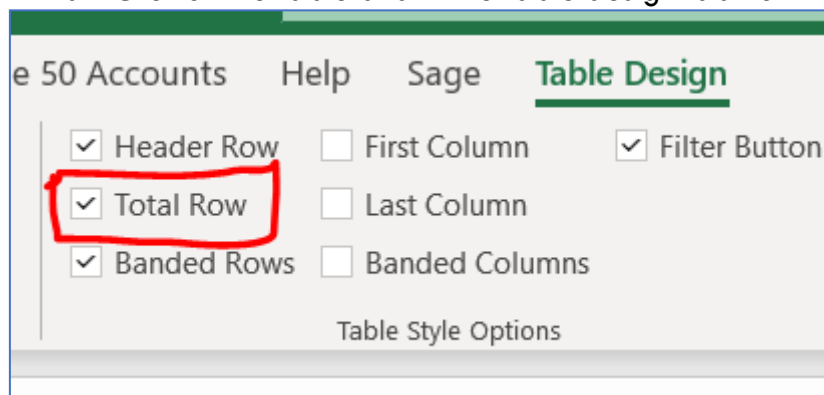 e 50 Accounts Help Sage Table Design
Header Row First Column Filter Button
Total Row Last Column
Banded Rows Banded Columns
Table Style Options